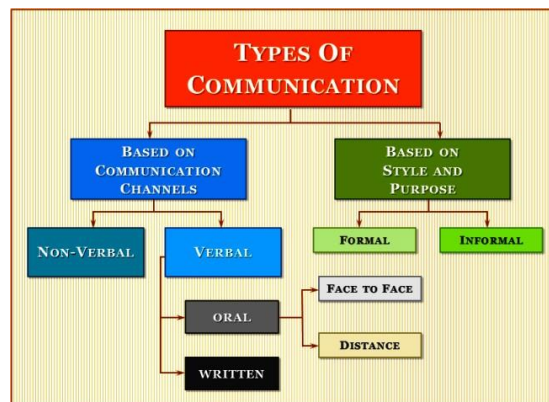 TYPES OF
COMMUNICATION
BASED ON
COMMUNICATION
CHANNELS
BASED ON
STYLE AND
PURPOSE
NON-VERBAL
VERBAL
FORMAL
INFORMAL
ORAL
FACE TO FACE
DISTANCE
WRITTEN